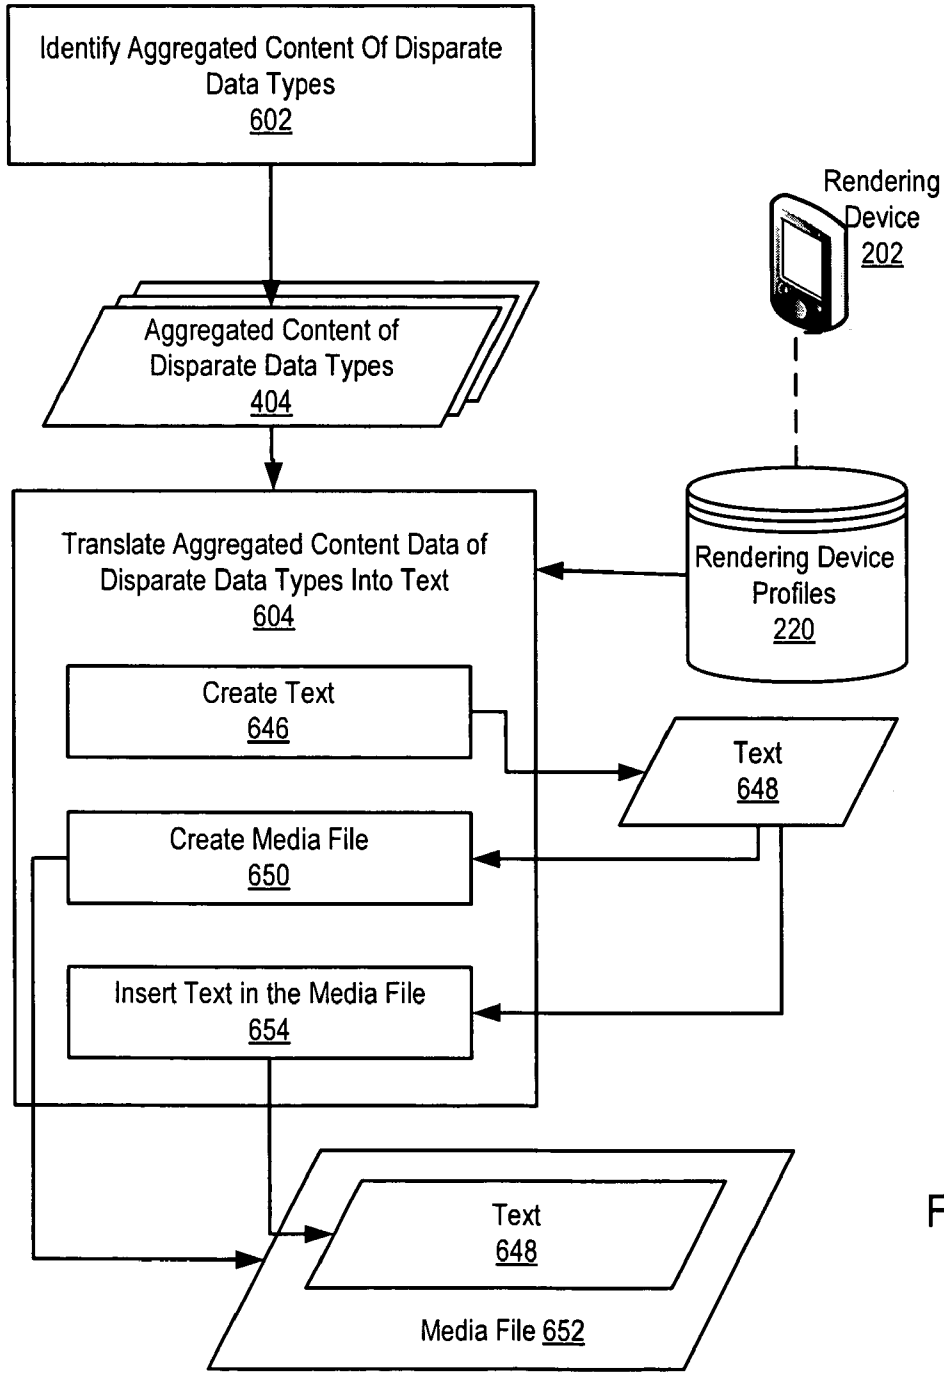 Identify Aggregated Content Of Disparate
Data Types
602
Rendering
Device
202
Aggregated Content of
Disparate Data Types
404
Translate Aggregated Content Data of
Disparate Data Types Into Text
604
Rendering Device
Profiles
220
Create Text
646
Text
648
Create Media File
650
Insert Text in the Media File
654
Text
648
Media File 652
F